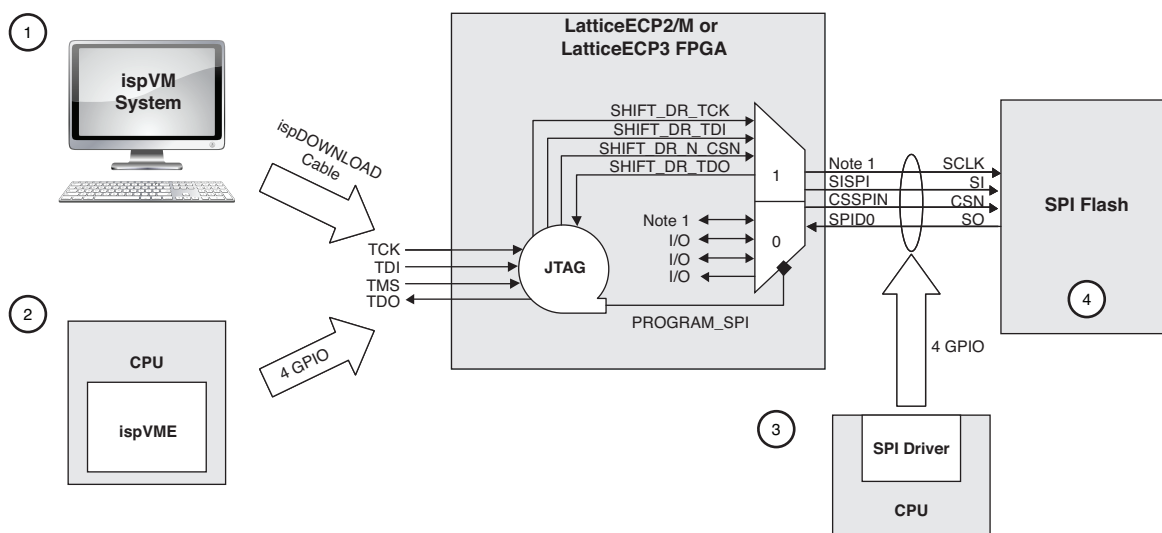 1
ispVM
System
ispDOWNLOAD
Cable
2
CPU
ispVME
4 GPIO
TCK
TDI
TMS
TDO
LatticeECP2/M or
LatticeECP3 FPGA
SHIFT_DR_TCK
SHIFT_DR_TDI
SHIFT_DR_N_CSN
SHIFT_DR_TDO
JTAG
Note 1
I/O
I/O
I/O
1
0
PROGRAM_SPI
Note 1 SCLK
SISPI SI
CSSPIN CSN
SPID0 SO
SPI Flash
4
4 GPIO
3
SPI Driver
CPU